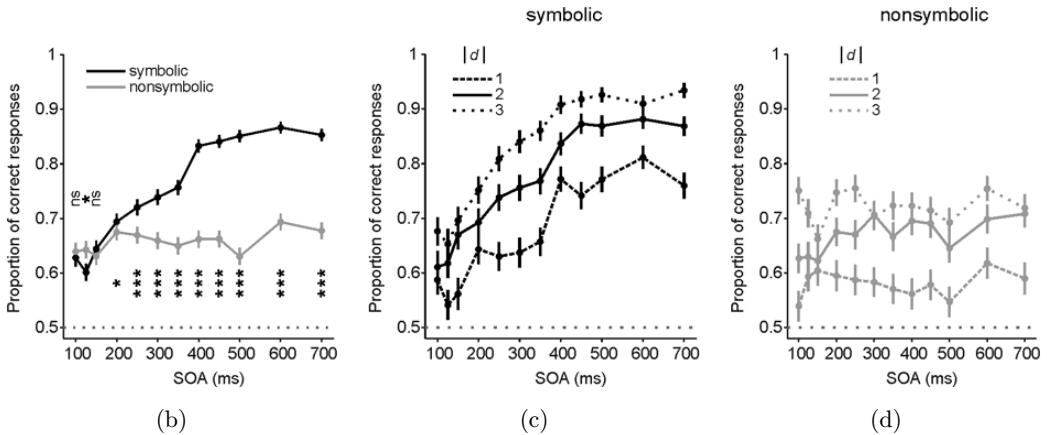 symbolic
nonsymbolic
1
0.9
0.8
0.7
0.6
0.5
Proportion of correct responses
symbolic
nonsymbolic
ns
*
ns
*
***
***
***
***
***
***
***
***
100 200 300 400 500 600 700
SOA (ms)
(b)
1
0.9
0.8
0.7
0.6
0.5
Proportion of correct responses
|d|
1
2
3
100 200 300 400 500 600 700
SOA (ms)
(c)
1
0.9
0.8
0.7
0.6
0.5
Proportion of correct responses
|d|
1
2
3
100 200 300 400 500 600 700
SOA (ms)
(d)